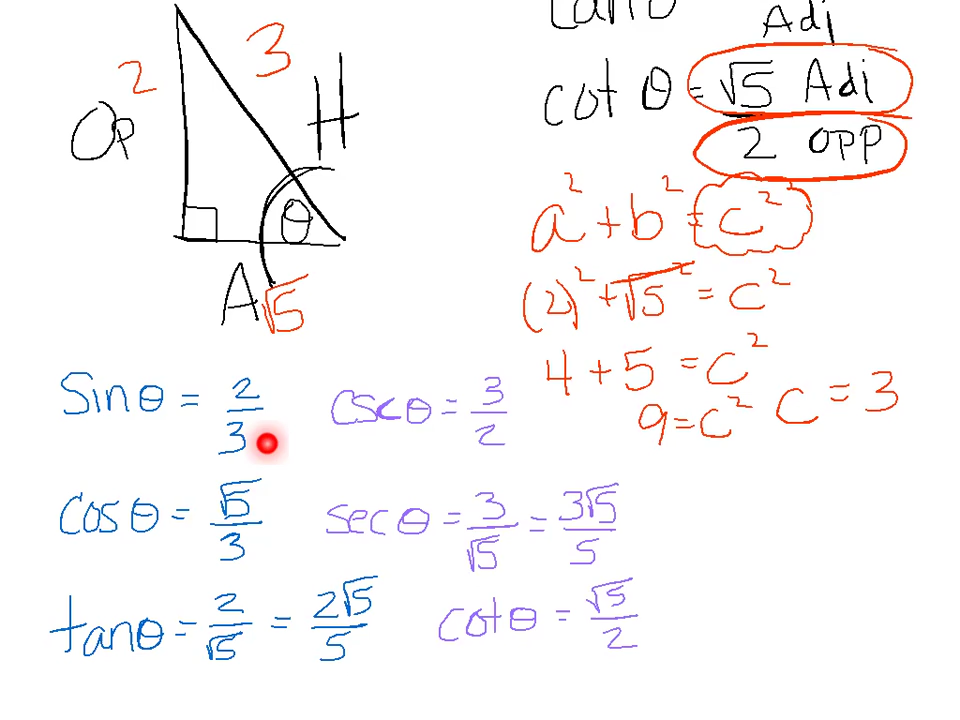 tan θ
Adj
cot θ = √5 Adj
2 OPP
2
3
H
Op
θ
A √5
a² + b² = c²
(2)² + √5² = c²
4 + 5 = c²
9 = c²
c = 3
Sin θ = 2/3
csc θ = 3/2
cos θ = √5/3
sec θ = 3/√5 = 3√5/5
tan θ = 2/√5 = 2√5/5
cot θ = √5/2